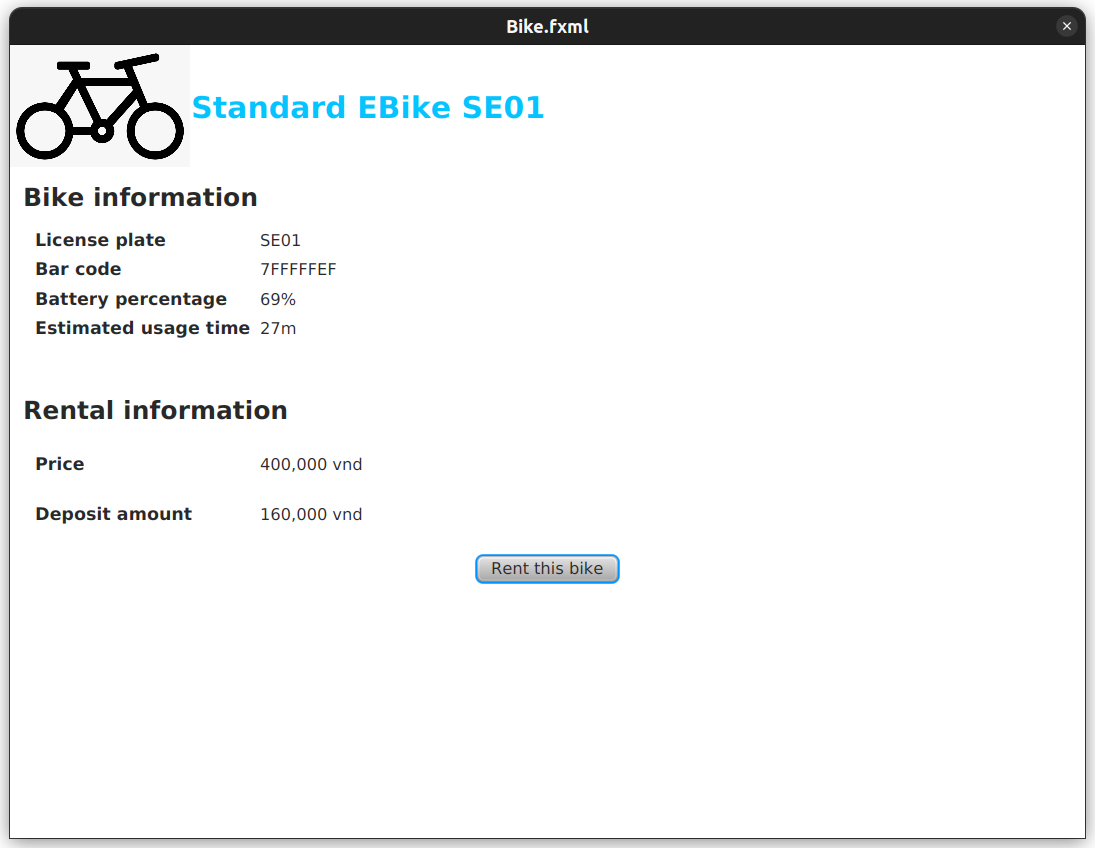 Bike.fxml
Standard EBike SE01
Bike information
License plate SE01
Bar code 7FFFFFEF
Battery percentage 69%
Estimated usage time 27m
Rental information
Price 400,000 vnd
Deposit amount 160,000 vnd
Rent this bike